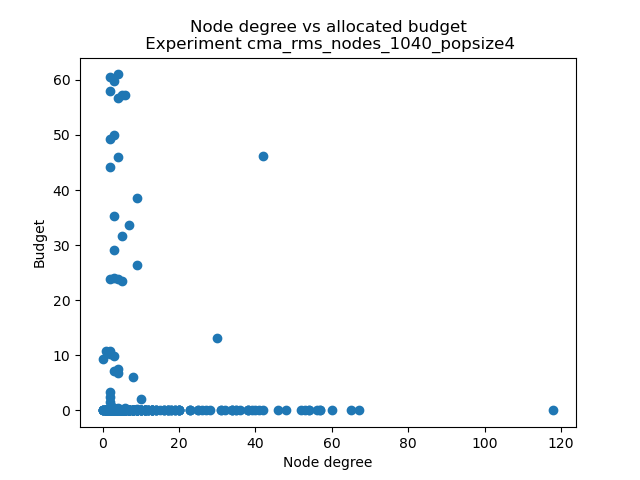 Node degree vs allocated budget
Experiment cma_rms_nodes_1040_popsize4
60
50
40
30
20
10
0
Budget
0 20 40 60 80 100 120
Node degree